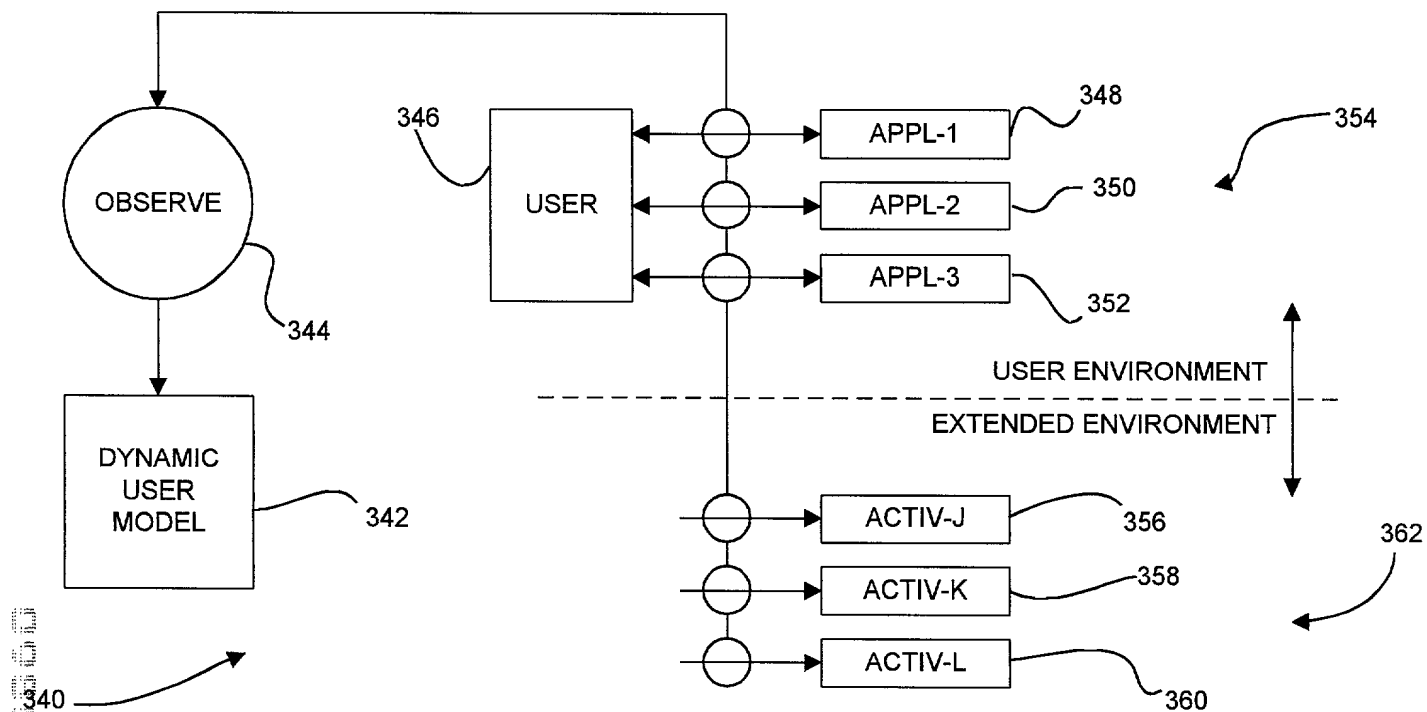 348
346
APPL-1
354
OBSERVE
USER
APPL-2
350
APPL-3
352
344
USER ENVIRONMENT
EXTENDED ENVIRONMENT
DYNAMIC
USER
MODEL
342
ACTIV-J
356
362
ACTIV-K
358
ACTIV-L
340
360